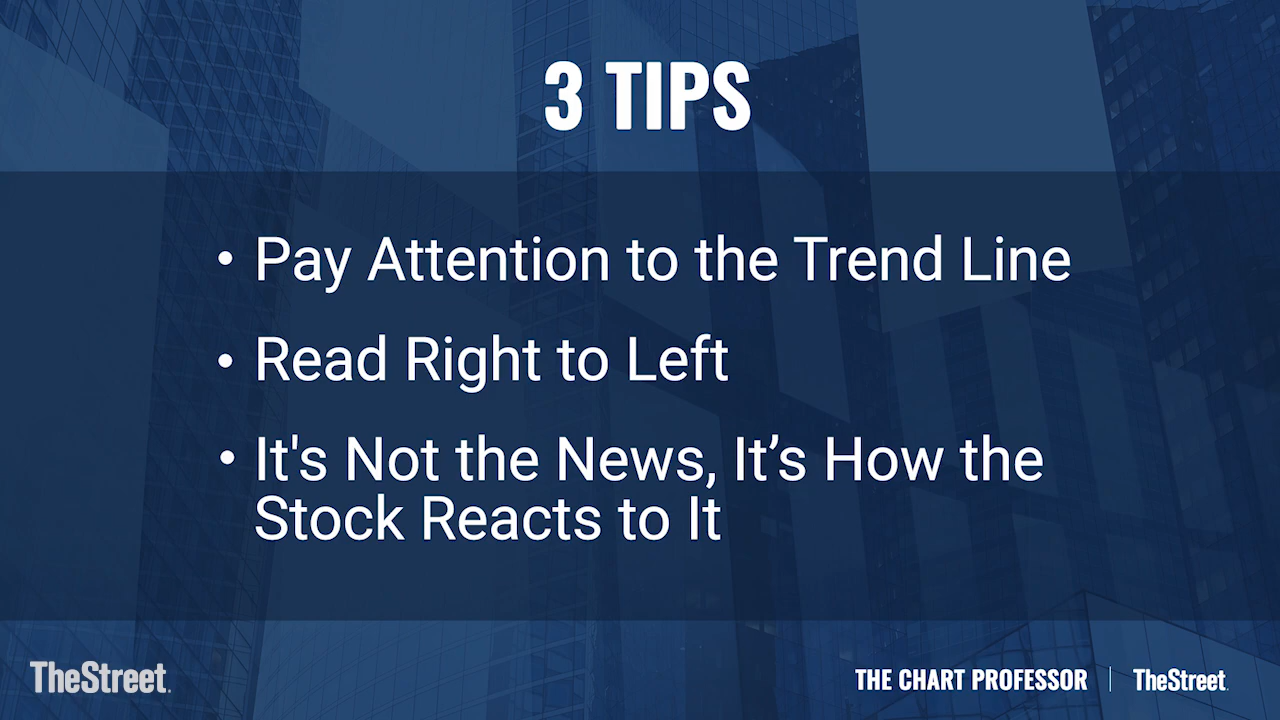 3 TIPS
• Pay Attention to the Trend Line
• Read Right to Left
• It's Not the News, It’s How the
Stock Reacts to It
TheStreet.
THE CHART PROFESSOR | TheStreet.